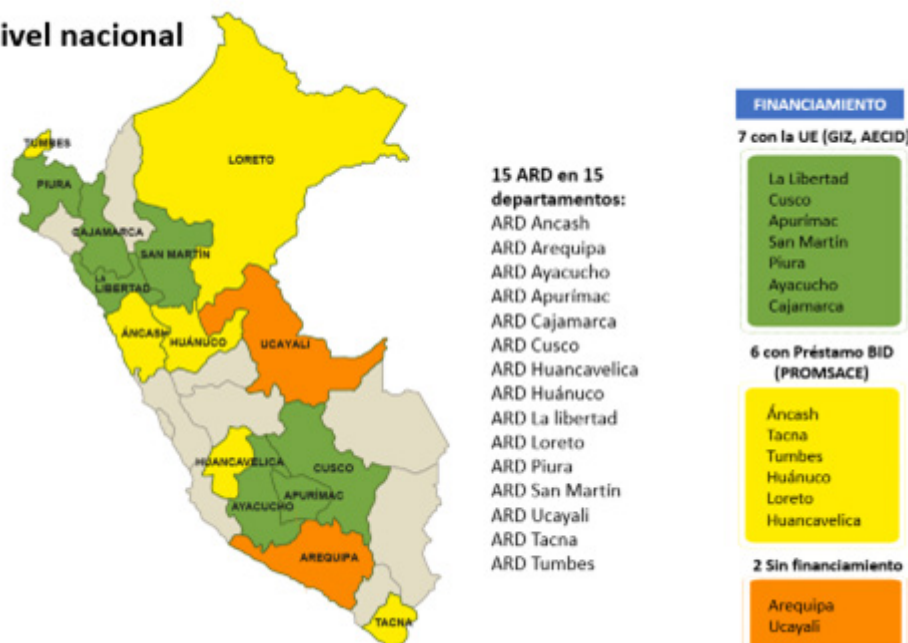 ivel nacional
TUMBES
LORETO
PIURA
CAJAMARCA
SAN MARTÍN
LA
LIBERTAD
ÁNCASH
HUÁNUCO
UCAYALI
HUANCAVELICA
CUSCO
APURÍMAC
AYACUCHO
AREQUIPA
TACNA
15 ARD en 15
departamentos:
ARD Ancash
ARD Arequipa
ARD Ayacucho
ARD Apurímac
ARD Cajamarca
ARD Cusco
ARD Huancavelica
ARD Huánuco
ARD La libertad
ARD Loreto
ARD Piura
ARD San Martín
ARD Ucayali
ARD Tacna
ARD Tumbes
FINANCIAMIENTO
7 con la UE (GIZ, AECID)
La Libertad
Cusco
Apurímac
San Martín
Piura
Ayacucho
Cajamarca
6 con Préstamo BID
(PROMSACE)
Áncash
Tacna
Tumbes
Huánuco
Loreto
Huancavelica
2 Sin financiamiento
Arequipa
Ucayali